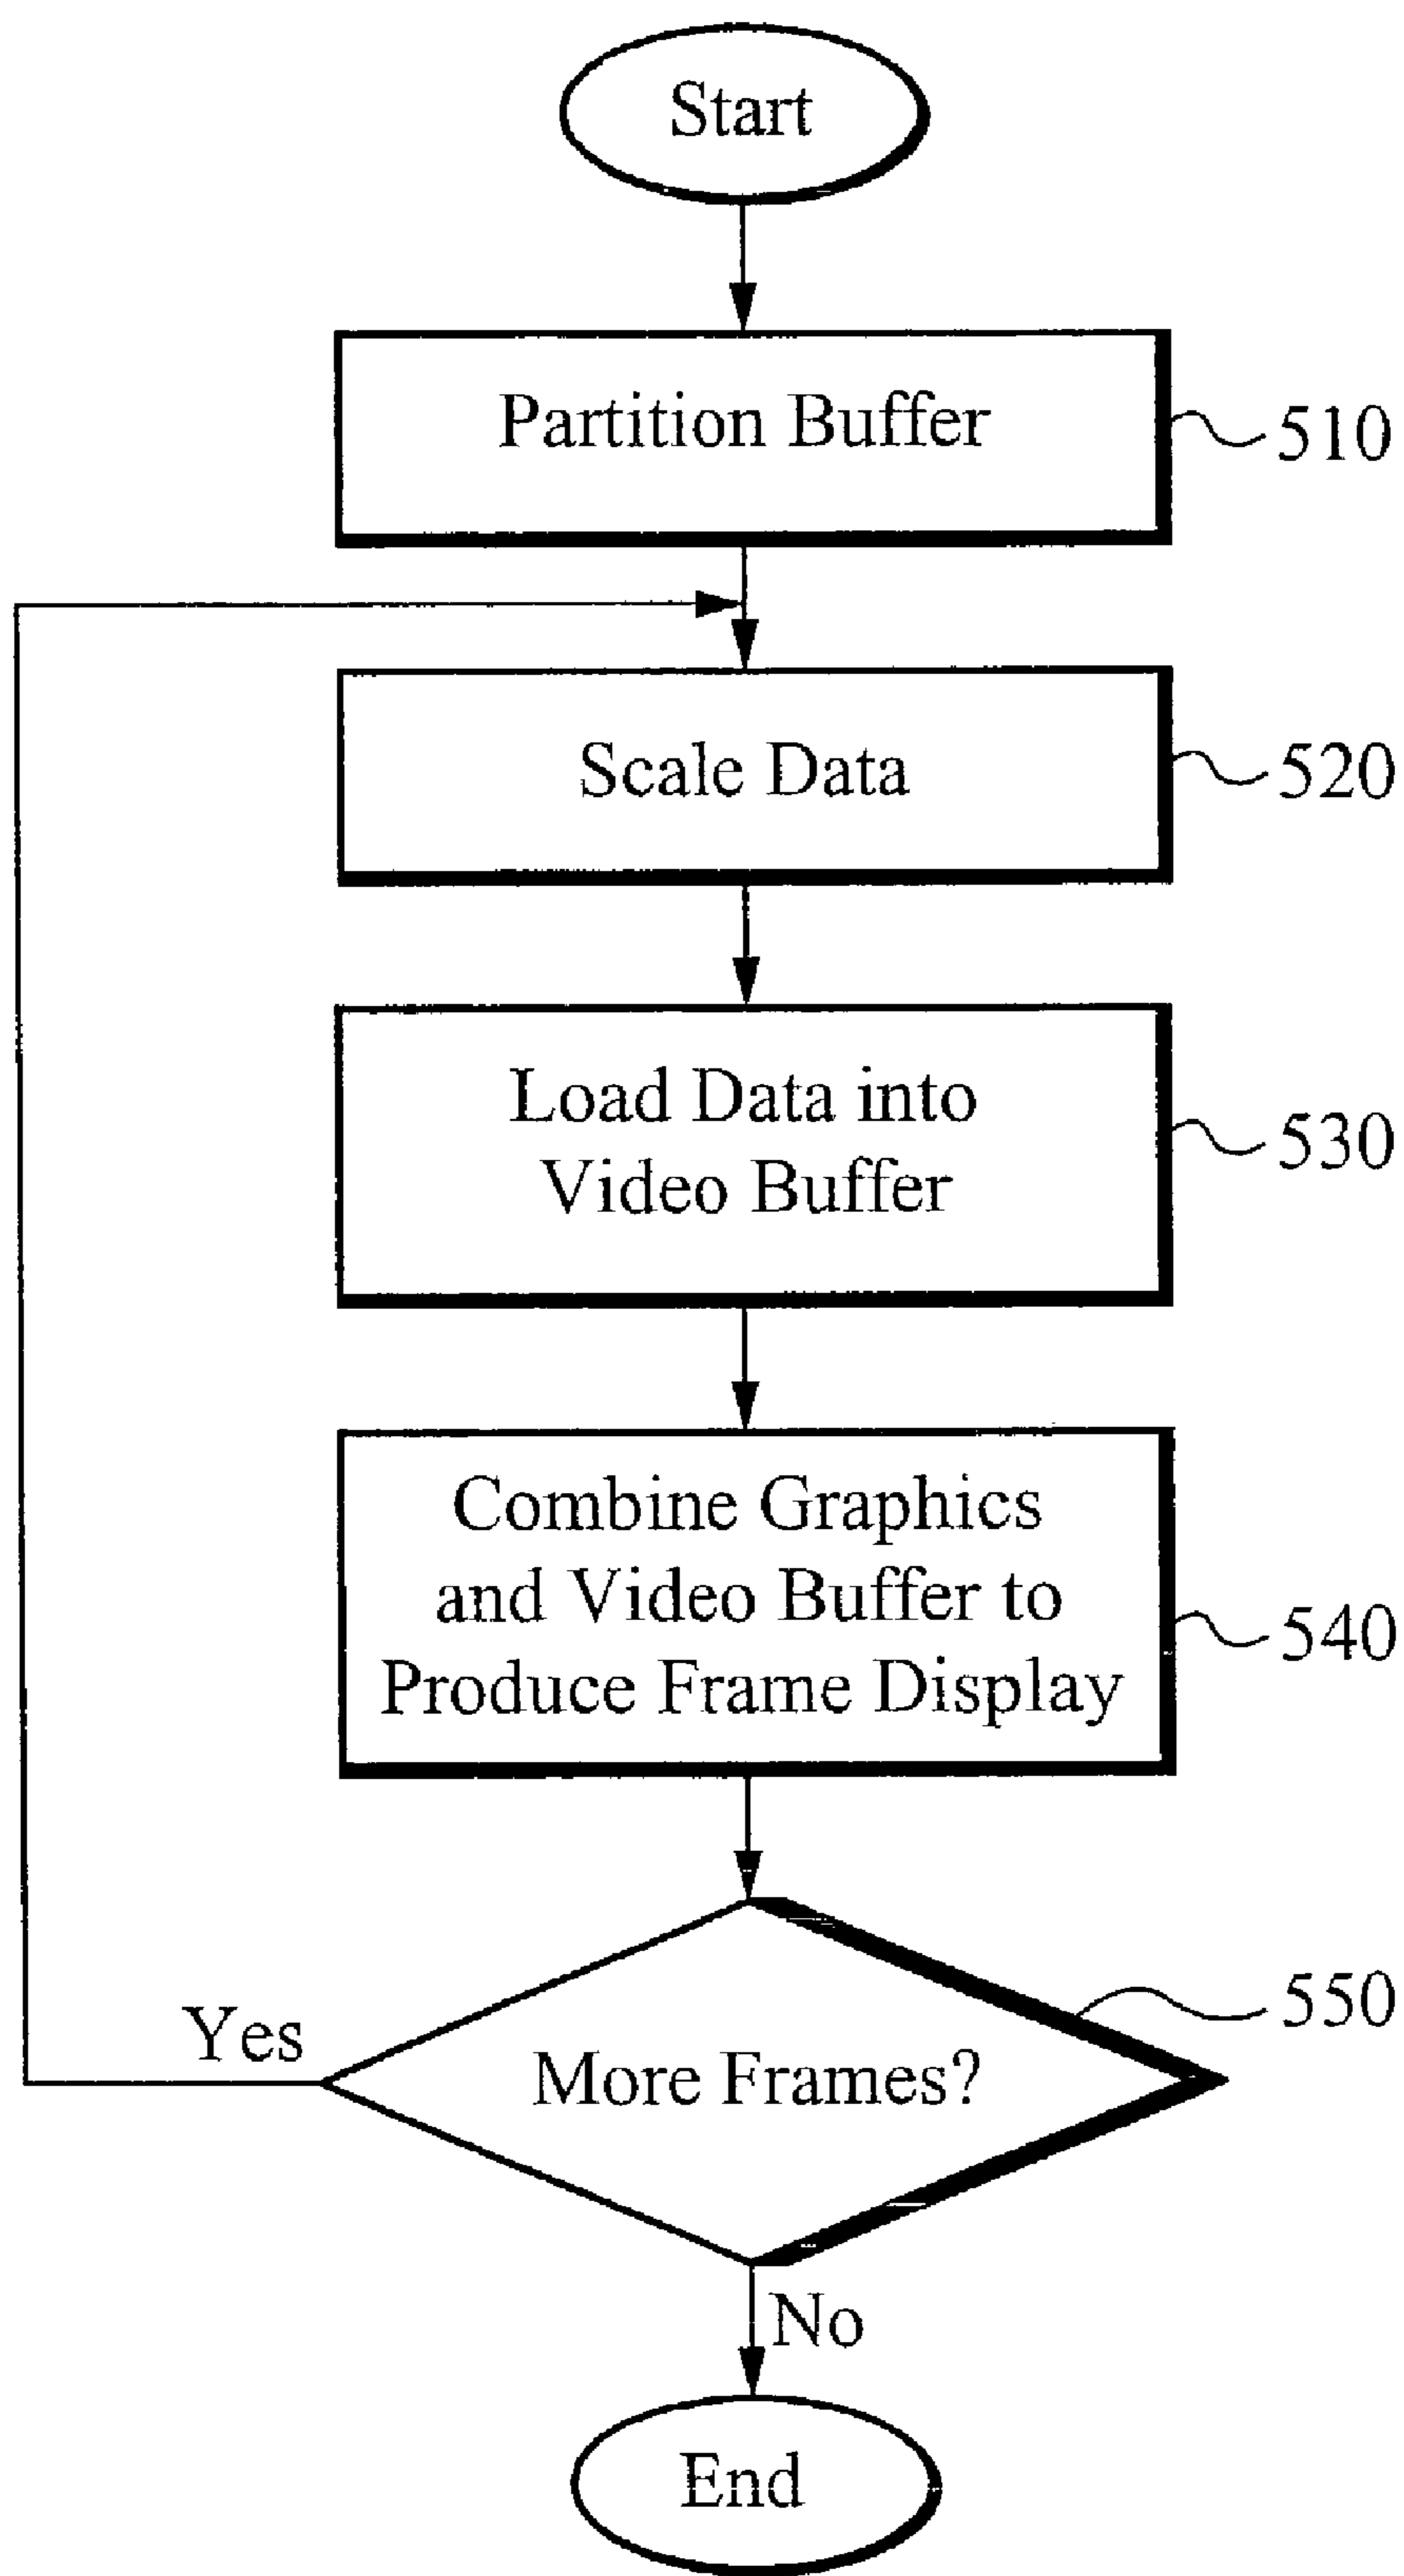 Start
Partition Buffer
510
Scale Data
520
Load Data into
Video Buffer
530
Combine Graphics
and Video Buffer to
Produce Frame Display
540
More Frames?
550
Yes
No
End